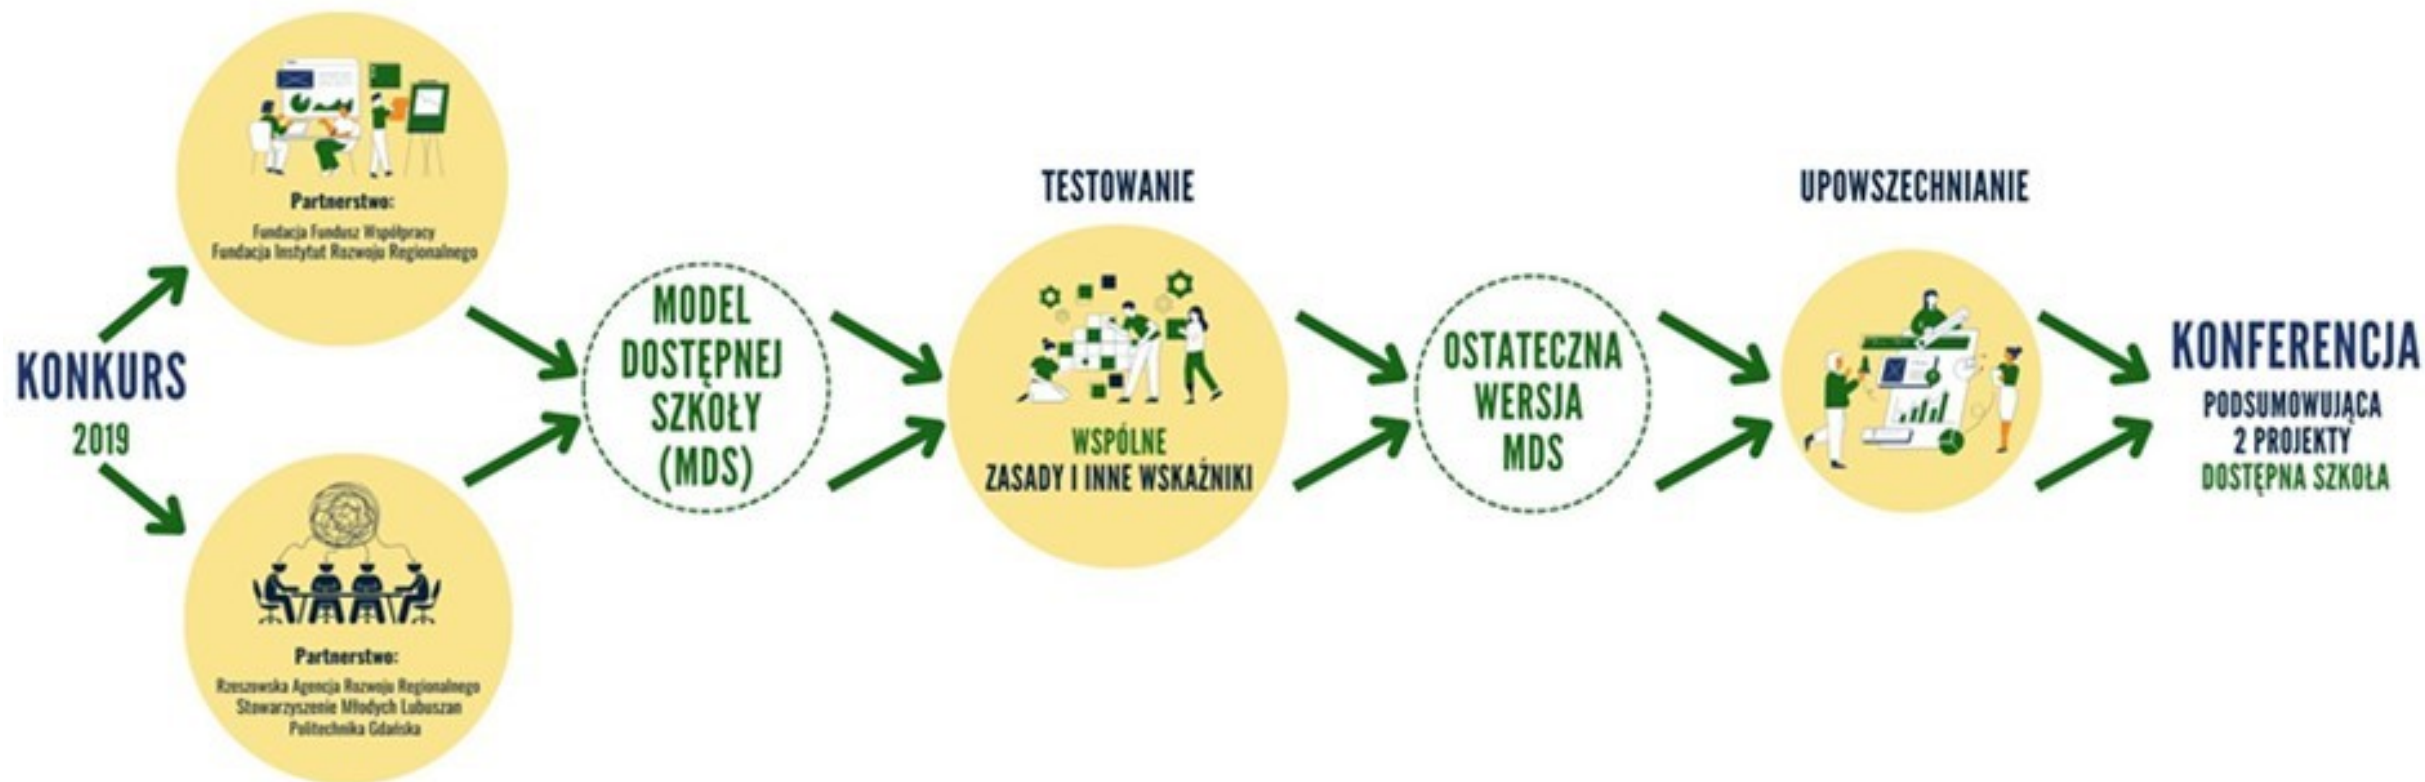 KONKURS
2019
Partnerstwo:
Fundacja Fundusz Współpracy
Fundacja Instytut Rozwoju Regionalnego
Partnerstwo:
Rzeszowska Agencja Rozwoju Regionalnego
Stowarzyszenie Młodych Lubuszan
Politechnika Gdańska
MODEL
DOSTĘPNEJ
SZKOŁY
(MDS)
TESTOWANIE
WSPÓLNE
ZASADY I INNE WSKAŹNIKI
OSTATECZNA
WERSJA
MDS
UPOWSZECHNIANIE
KONFERENCJA
PODSUMOWUJĄCA
2 PROJEKTY
DOSTĘPNA SZKOŁA